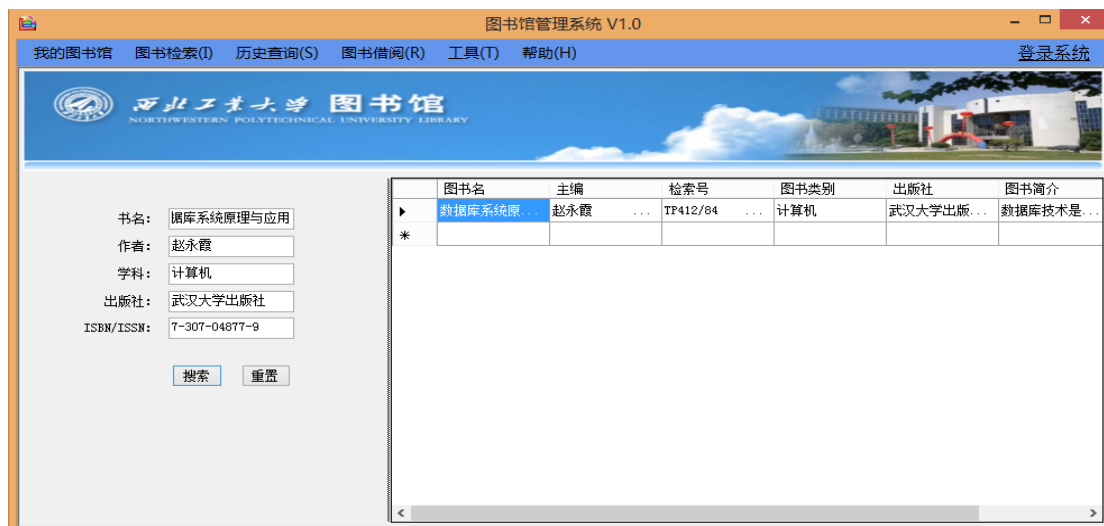 图书馆管理系统 V1.0
我的图书馆 图书检索(I) 历史查询(S) 图书借阅(R) 工具(T) 帮助(H) 登录系统
西北工业大学 图书馆
NORTHWESTERN POLYTECHNICAL UNIVERSITY LIBRARY
图书名 主编 检索号 图书类别 出版社 图书简介
数据库系统原... 赵永霞 ... TP412/84 ... 计算机 武汉大学出版... 数据库技术是...
书名: 据库系统原理与应用
作者: 赵永霞
学科: 计算机
出版社: 武汉大学出版社
ISBN/ISSN: 7-307-04877-9
搜索 重置